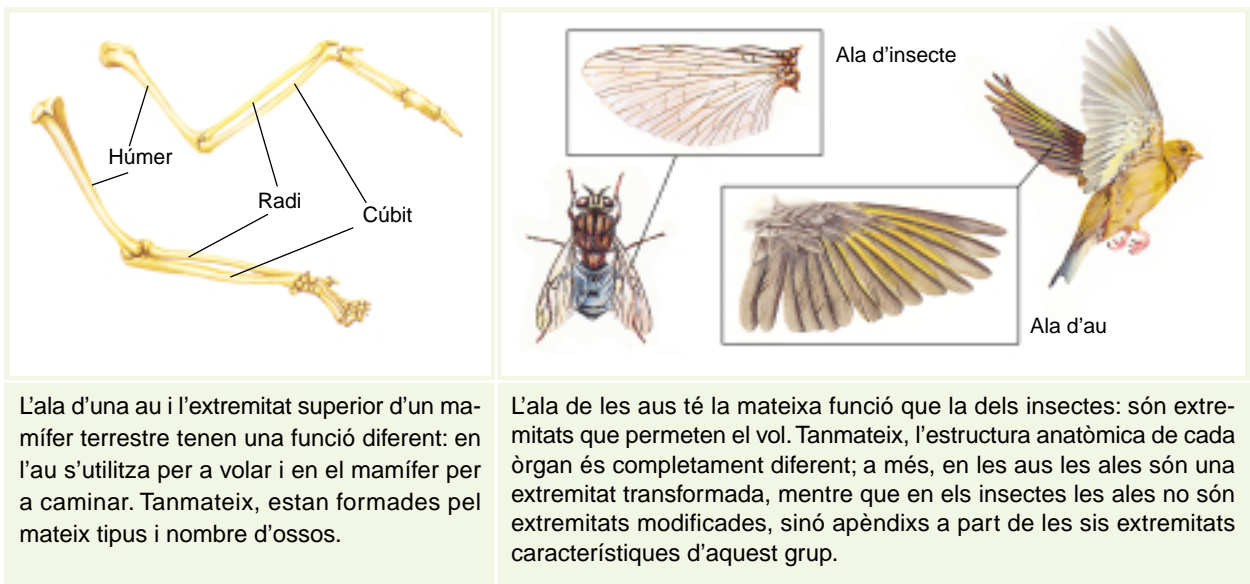 Húmer
Radi
Cúbit
Ala d’insecte
Ala d’au
L’ala d’una au i l’extremitat superior d’un ma-
mífer terrestre tenen una funció diferent: en
l’au s’utilitza per a volar i en el mamífer per
a caminar. Tanmateix, estan formades pel
mateix tipus i nombre d’ossos.
L’ala de les aus té la mateixa funció que la dels insectes: són extre-
mitats que permeten el vol. Tanmateix, l’estructura anatòmica de cada
òrgan és completament diferent; a més, en les aus les ales són una
extremitat transformada, mentre que en els insectes les ales no són
extremitats modificades, sinó apèndixs a part de les sis extremitats
característiques d’aquest grup.